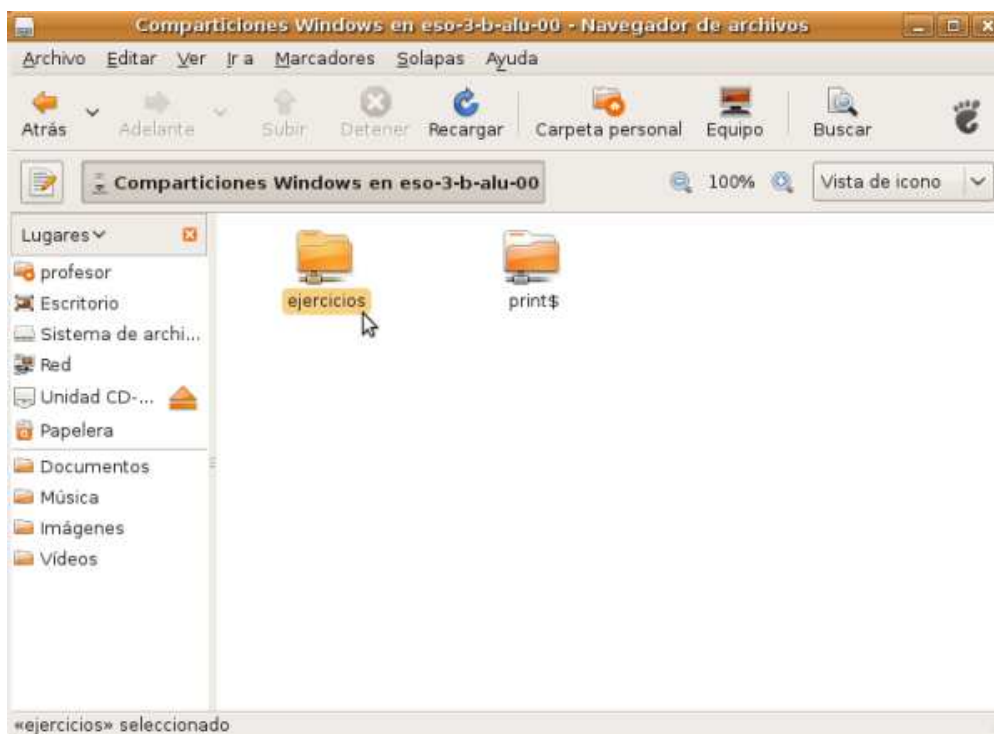 Comparticiones Windows en eso-3-b-alu-00 - Navegador de archivos
Archivo Editar Ver Ir a Marcadores Solapas Ayuda
Atrás Adelante Subir Detener Recargar Carpeta personal Equipo Buscar
Comparticiones Windows en eso-3-b-alu-00 100% Vista de icono
Lugares
profesor
Escritorio
Sistema de archi...
Red
Unidad CD-...
Papelera
Documentos
Música
Imágenes
Vídeos
ejercicios print$
«ejercicios» seleccionado